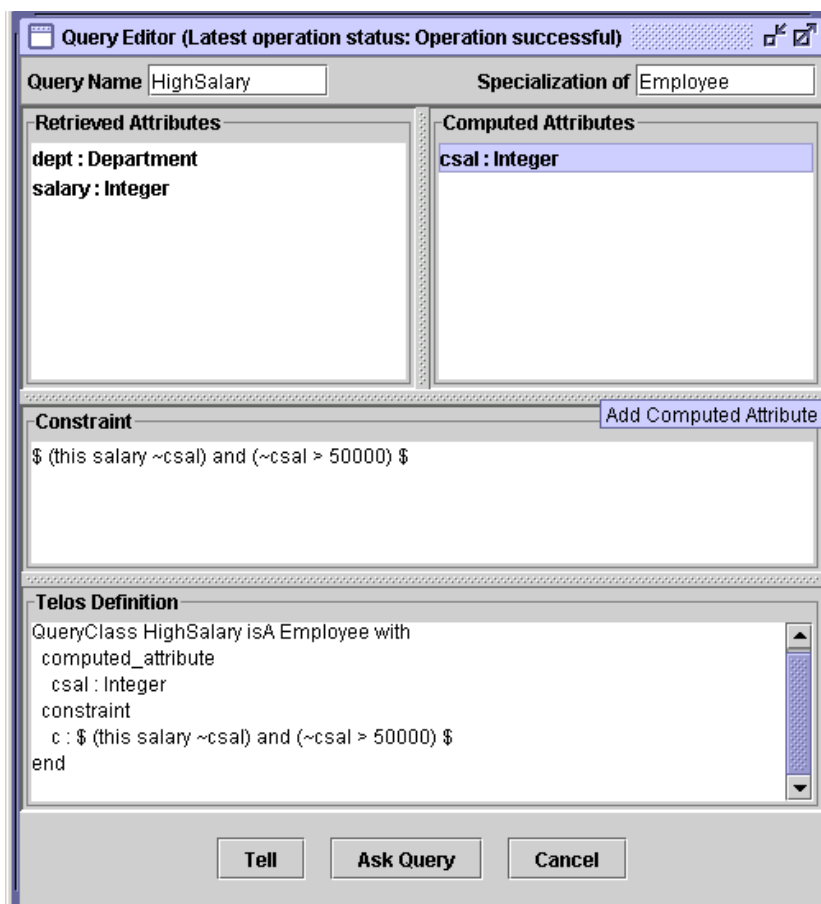 Query Editor (Latest operation status: Operation successful)
Query Name HighSalary Specialization of Employee
Retrieved Attributes
dept : Department
salary : Integer
Computed Attributes
csal : Integer
Add Computed Attribute
Constraint
$ (this salary ~csal) and (~csal > 50000) $
Telos Definition
QueryClass HighSalary isA Employee with
computed_attribute
csal : Integer
constraint
c : $ (this salary ~csal) and (~csal > 50000) $
end
Tell Ask Query Cancel